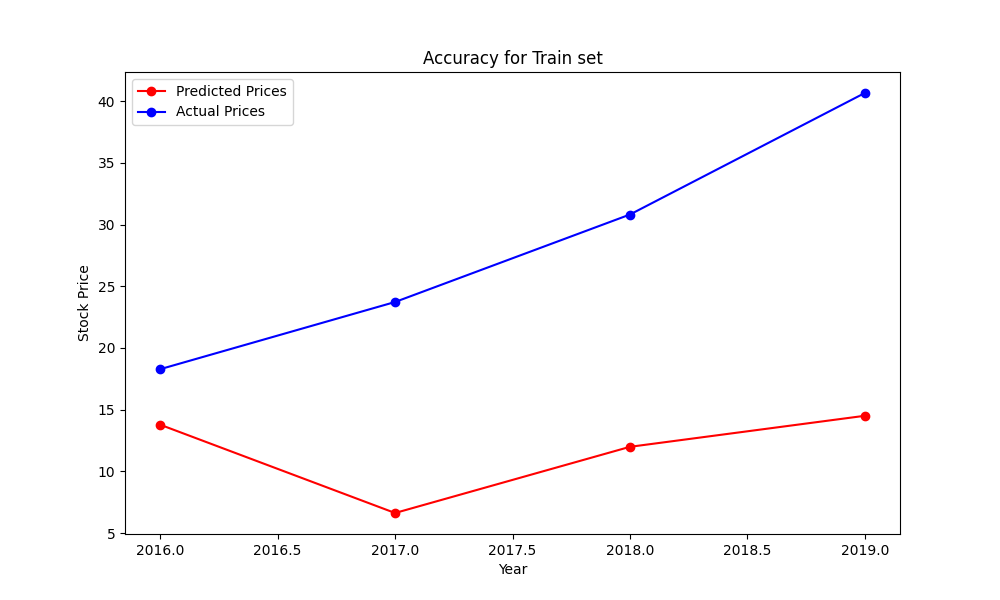 Accuracy for Train set
Predicted Prices
Actual Prices
40
35
30
25
20
15
10
5
Stock Price
2016.0 2016.5 2017.0 2017.5 2018.0 2018.5 2019.0
Year